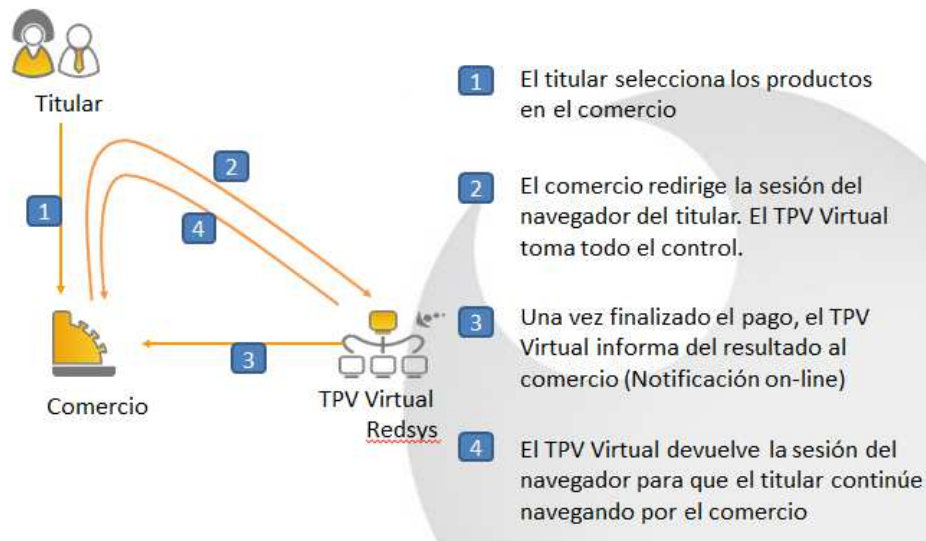 Titular
1
2
4
3
Comercio
TPV Virtual
Redsys
1 El titular selecciona los productos
en el comercio
2 El comercio redirige la sesión del
navegador del titular. El TPV Virtual
toma todo el control.
3 Una vez finalizado el pago, el TPV
Virtual informa del resultado al
comercio (Notificación on-line)
4 El TPV Virtual devuelve la sesión del
navegador para que el titular continúe
navegando por el comercio